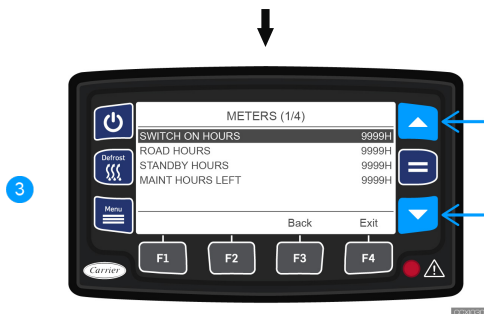 METERS (1/4)
SWITCH ON HOURS 9999H
ROAD HOURS 9999H
STANDBY HOURS 9999H
MAINT HOURS LEFT 9999H
Back Exit
Defrost
Menu
3
F1 F2 F3 F4
Carrier